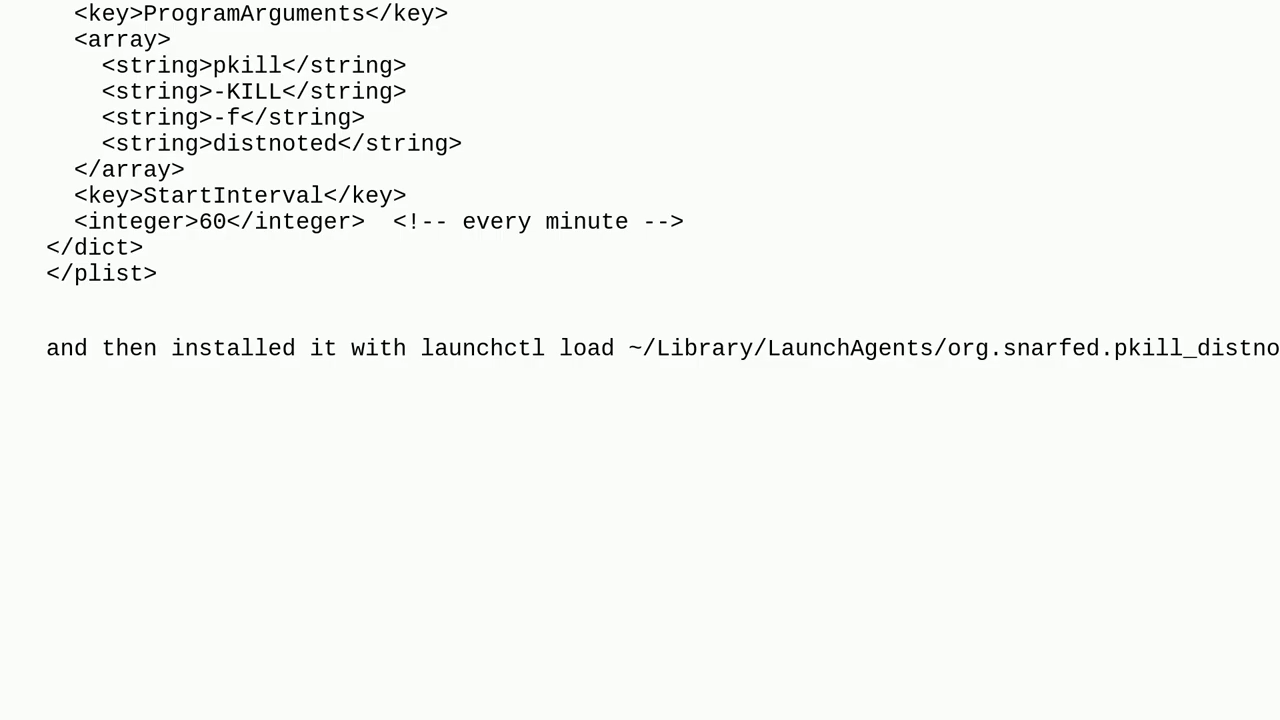 <key>ProgramArguments</key>
<array>
<string>pkill</string>
<string>-KILL</string>
<string>-f</string>
<string>distnoted</string>
</array>
<key>StartInterval</key>
<integer>60</integer>  <!-- every minute -->
</dict>
</plist>
and then installed it with launchctl load ~/Library/LaunchAgents/org.snarfed.pkill_distno